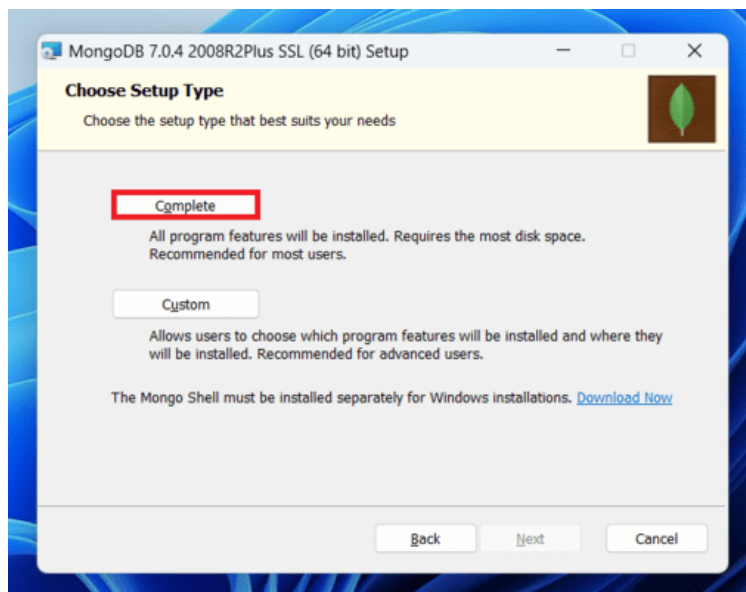 MongoDB 7.0.4 2008R2Plus SSL (64 bit) Setup
Choose Setup Type
Choose the setup type that best suits your needs
Complete
All program features will be installed. Requires the most disk space.
Recommended for most users.
Custom
Allows users to choose which program features will be installed and where they
will be installed. Recommended for advanced users.
The Mongo Shell must be installed separately for Windows installations. Download Now
Back Next Cancel